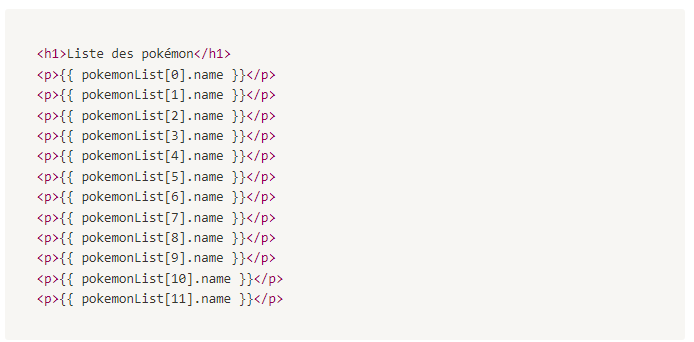 <h1>Liste des pokémon</h1>
<p>{{ pokemonList[0].name }}</p>
<p>{{ pokemonList[1].name }}</p>
<p>{{ pokemonList[2].name }}</p>
<p>{{ pokemonList[3].name }}</p>
<p>{{ pokemonList[4].name }}</p>
<p>{{ pokemonList[5].name }}</p>
<p>{{ pokemonList[6].name }}</p>
<p>{{ pokemonList[7].name }}</p>
<p>{{ pokemonList[8].name }}</p>
<p>{{ pokemonList[9].name }}</p>
<p>{{ pokemonList[10].name }}</p>
<p>{{ pokemonList[11].name }}</p>